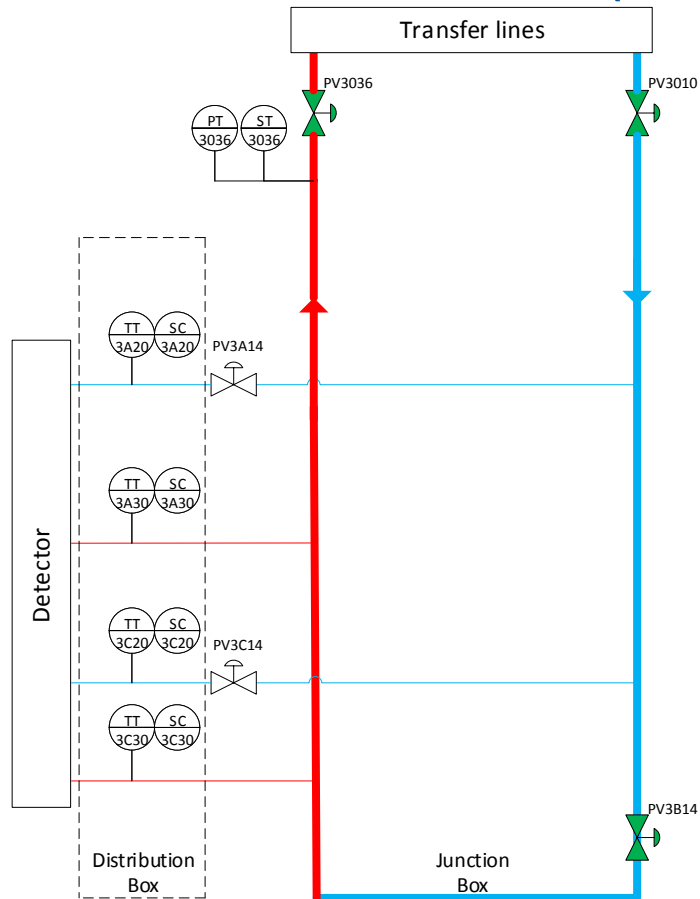 Transfer lines
PV3036
PV3010
PT
3036
ST
3036
TT
3A20
SC
3A20
PV3A14
TT
3A30
SC
3A30
Detector
TT
3C20
SC
3C20
PV3C14
TT
3C30
SC
3C30
PV3B14
Distribution
Box
Junction
Box